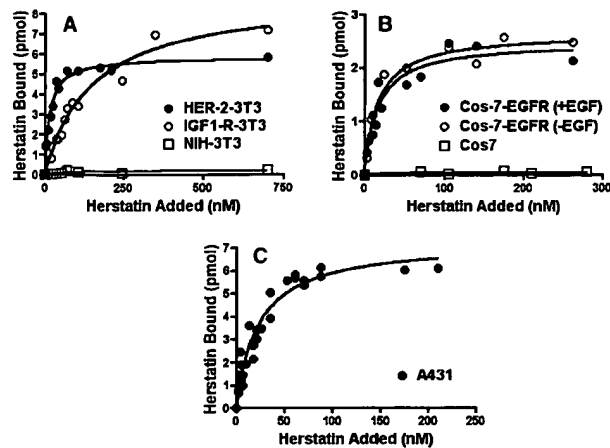 A
Herstatin Bound (pmol)
8
7
6
5
4
3
2
1
0
HER-2-3T3
IGF1-R-3T3
NIH-3T3
0 250 500 750
Herstatin Added (nM)
B
Herstatin Bound (pmol)
3
2
1
0
Cos-7-EGFR (+EGF)
Cos-7-EGFR (-EGF)
Cos7
0 100 200 300
Herstatin Added (nM)
C
Herstatin Bound (pmol)
7
6
5
4
3
2
1
0
A431
0 50 100 150 200 250
Herstatin Added (nM)